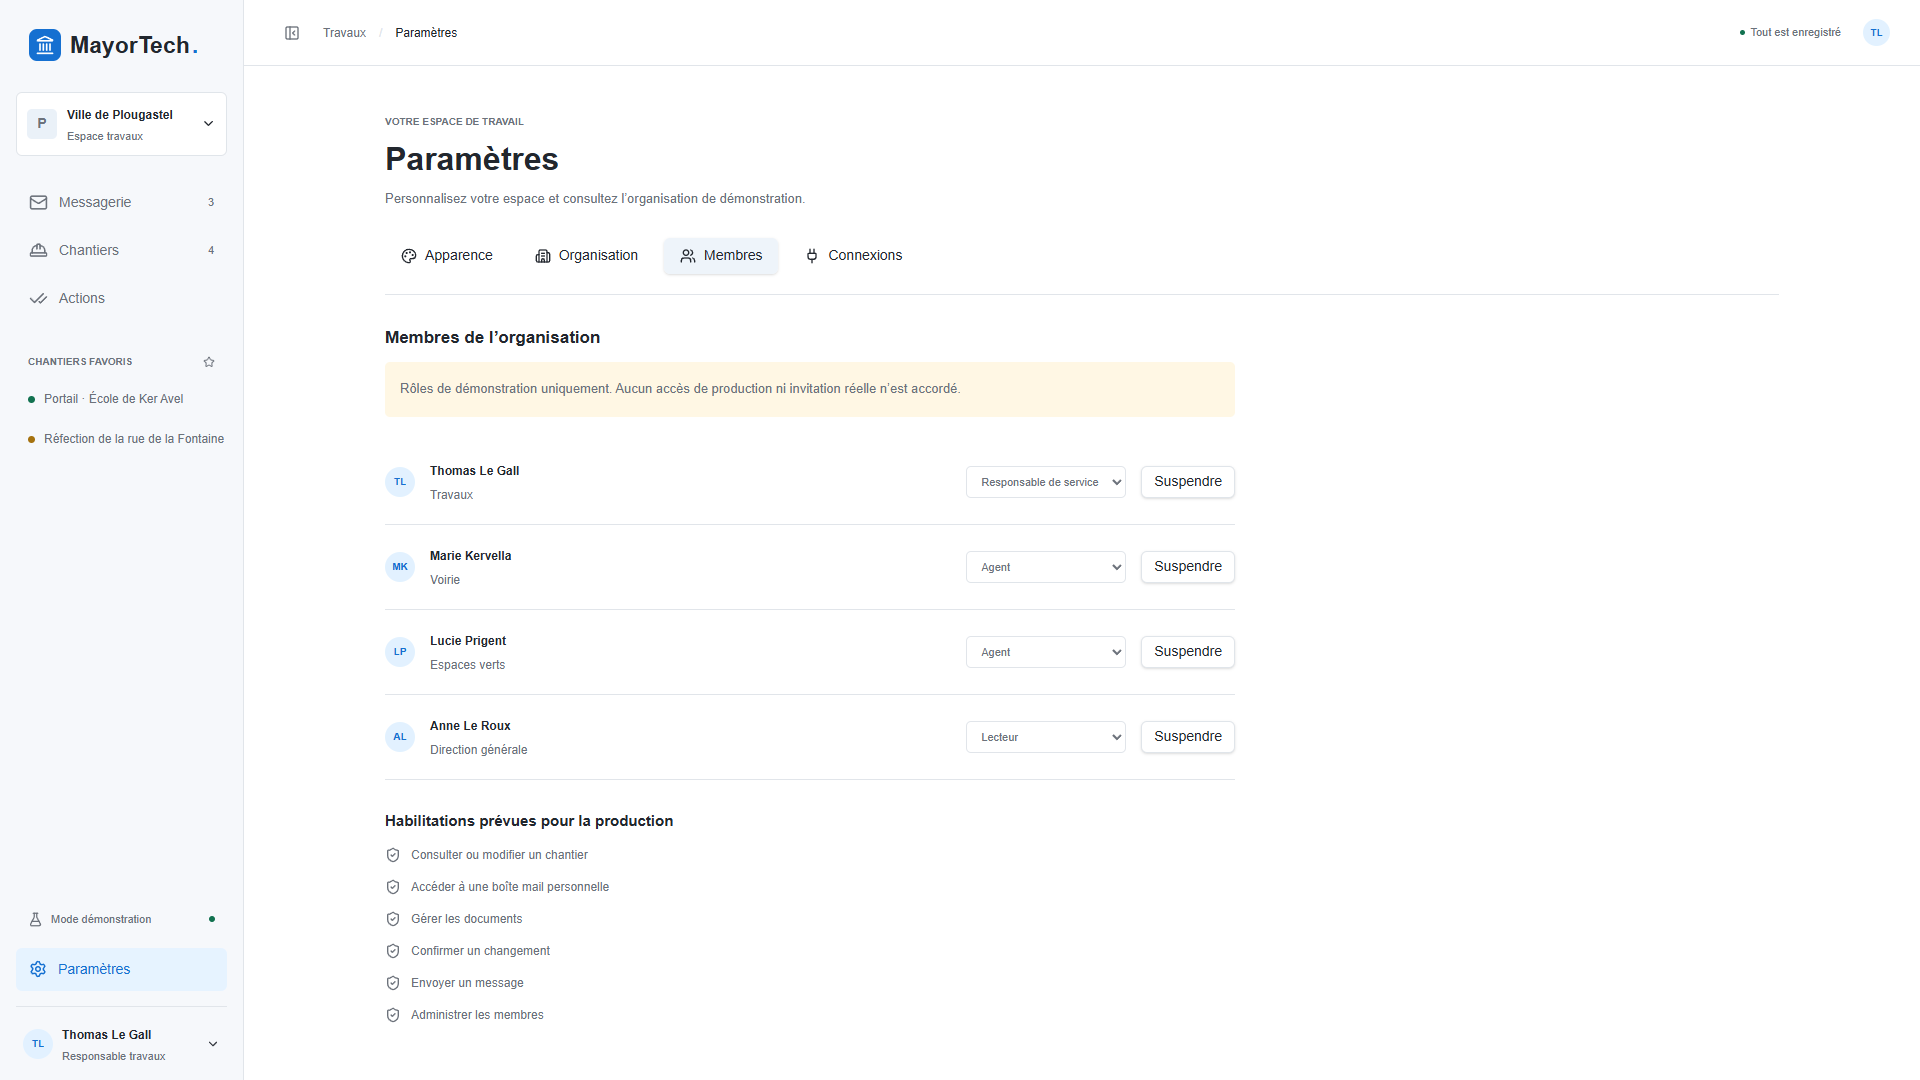 MayorTech.
P
Ville de Plougastel
Espace travaux
Messagerie 3
Chantiers 4
Actions
CHANTIERS FAVORIS
Portail · École de Ker Avel
Réfection de la rue de la Fontaine
Mode démonstration
Paramètres
TL
Thomas Le Gall
Responsable travaux
Travaux / Paramètres
Tout est enregistré
TL
VOTRE ESPACE DE TRAVAIL
Paramètres
Personnalisez votre espace et consultez l’organisation de démonstration.
Apparence Organisation Membres Connexions
Membres de l’organisation
Rôles de démonstration uniquement. Aucun accès de production ni invitation réelle n’est accordé.
TL
Thomas Le Gall
Travaux
Responsable de service
Suspendre
MK
Marie Kervella
Voirie
Agent
Suspendre
LP
Lucie Prigent
Espaces verts
Agent
Suspendre
AL
Anne Le Roux
Direction générale
Lecteur
Suspendre
Habilitations prévues pour la production
Consulter ou modifier un chantier
Accéder à une boîte mail personnelle
Gérer les documents
Confirmer un changement
Envoyer un message
Administrer les membres